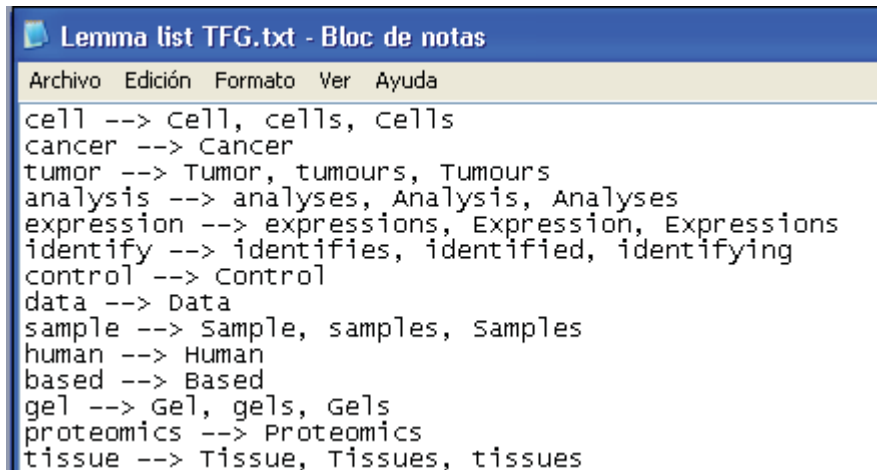 Lemma list TFG.txt - Bloc de notas
Archivo Edición Formato Ver Ayuda
cell --> Cell, cells, Cells
cancer --> Cancer
tumor --> Tumor, tumours, Tumours
analysis --> analyses, Analysis, Analyses
expression --> expressions, Expression, Expressions
identify --> identifies, identified, identifying
control --> Control
data --> Data
sample --> Sample, samples, Samples
human --> Human
based --> Based
gel --> Gel, gels, Gels
proteomics --> Proteomics
tissue --> Tissue, Tissues, tissues